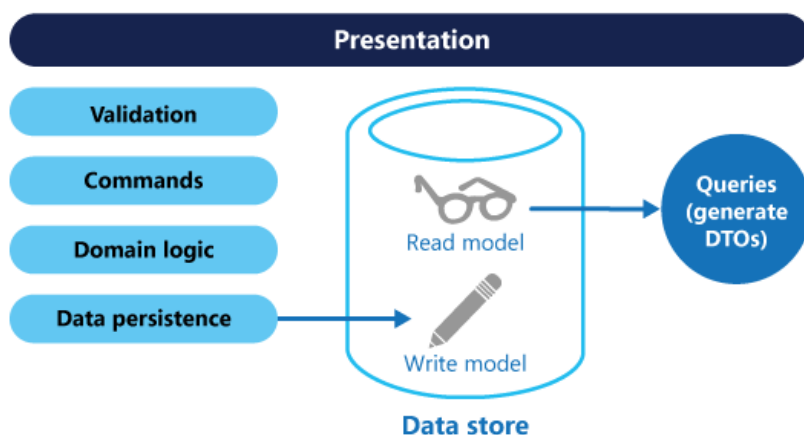 Presentation
Validation
Commands
Domain logic
Data persistence
Read model
Write model
Data store
Queries
(generate
DTOs)